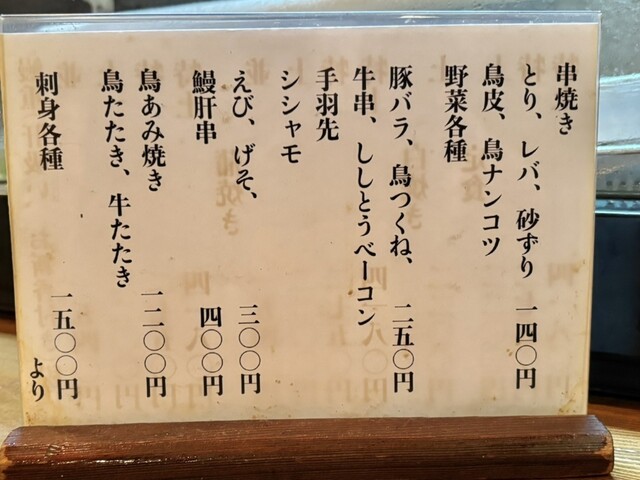 串焼き
とり、レバ、砂ずり 一四〇円
鳥皮、鳥ナンコツ
野菜各種
豚バラ、鳥つくね、 二五〇円
牛串、ししとうベーコン
手羽先
シシャモ
えび、げそ、 三〇〇円
鰻肝串 四〇〇円
鳥あみ焼き 一二〇〇円
鳥たたき、牛たたき
刺身各種 一五〇〇円
より